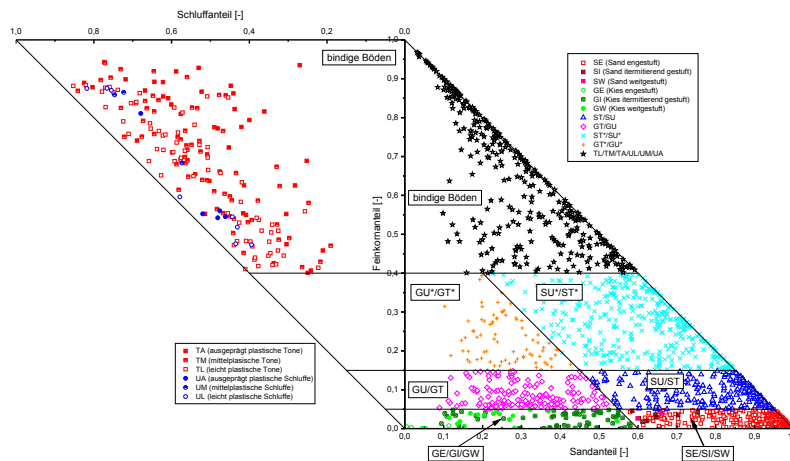 Schluffanteil [-]
1,0 0,8 0,6 0,4 0,2 0,0
bindige Böden
1,0
0,9
0,8
0,7
0,6
0,5
0,4
0,3
0,2
0,1
0,0
Feinkornanteil [-]
SE (Sand engestuft)
SI (Sand itermitierend gestuft)
SW (Sand weitgestuft)
GE (Kies engestuft)
GI (Kies itermitierend gestuft)
GW (Kies weitgestuft)
ST/SU
GT/GU
ST*/SU*
GT*/GU*
TL/TM/TA/UL/UM/UA
bindige Böden
GU*/GT*
SU*/ST*
GU/GT
SU/ST
TA (ausgeprägt plastische Tone)
TM (mittelplastische Tone)
TL (leicht plastische Tone)
UA (ausgeprägt plastische Schluffe)
UM (mittelplastische Schluffe)
UL (leicht plastische Schluffe)
0,0 0,1 0,2 0,3 0,4 0,5 0,6 0,7 0,8 0,9
GE/GI/GW
Sandanteil [-]
SE/SI/SW